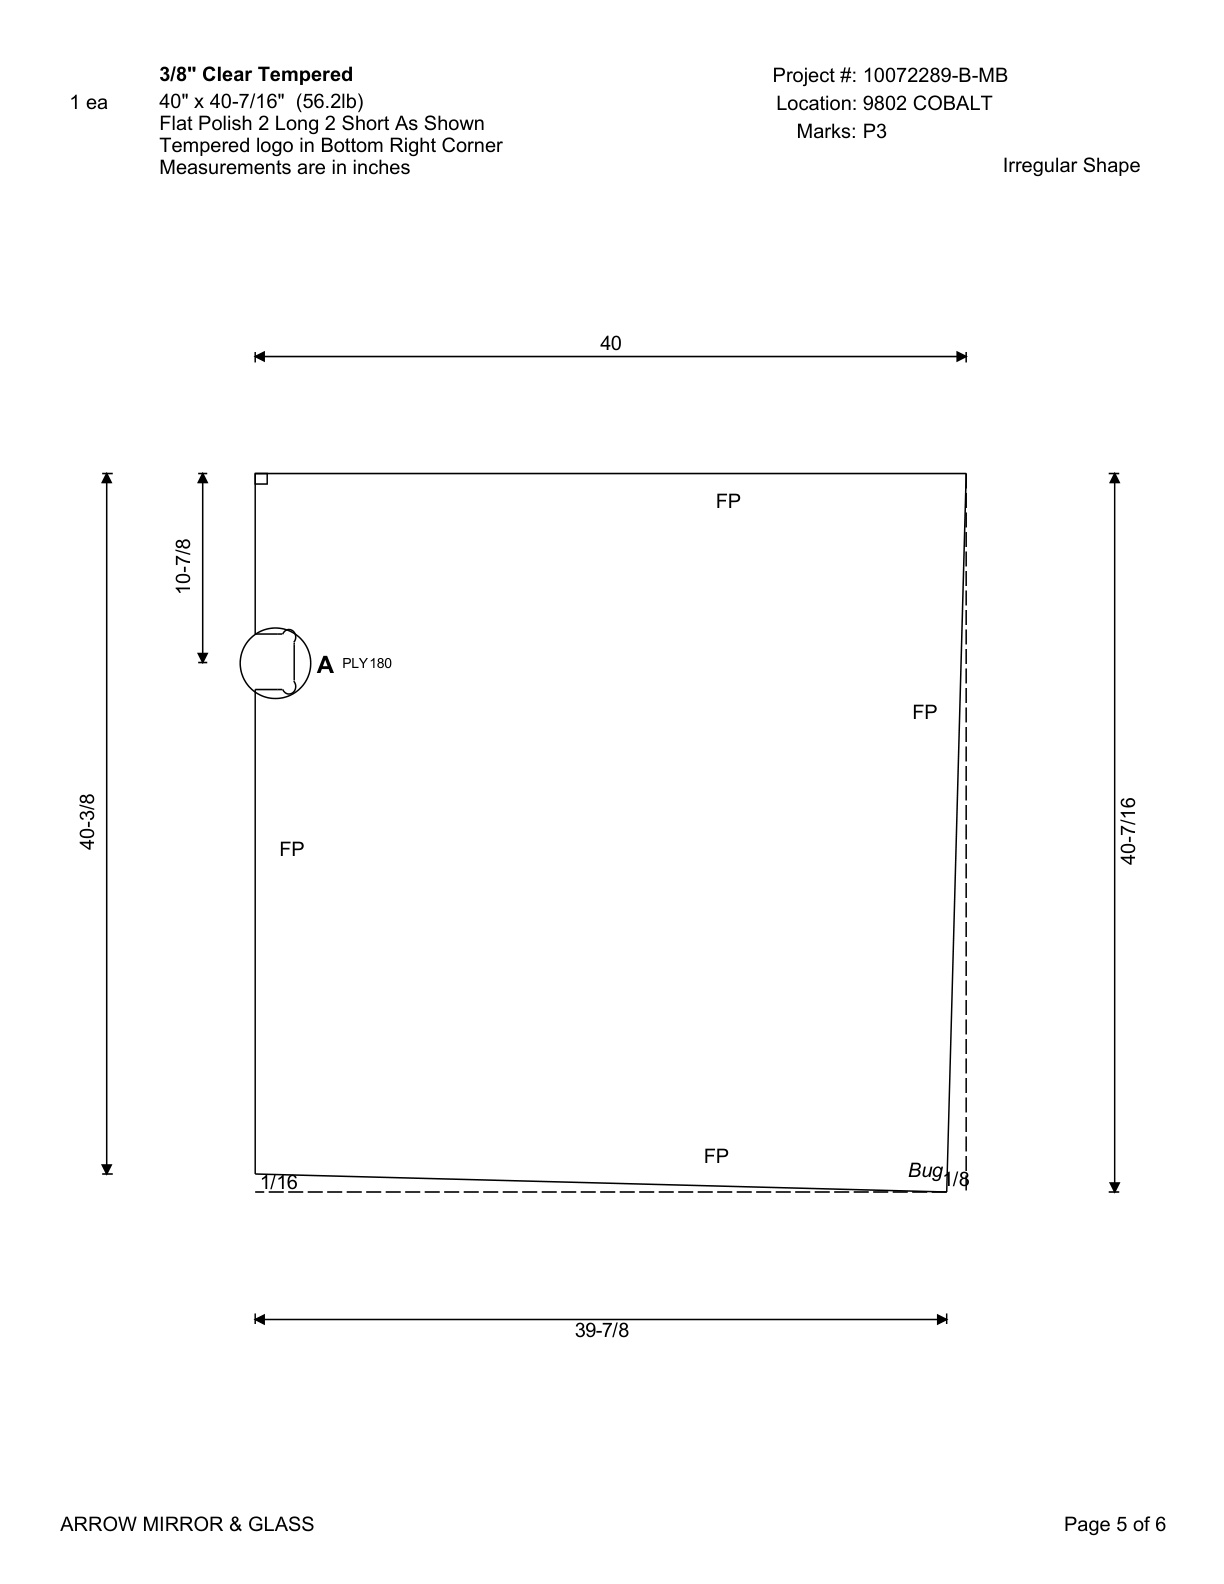 3/8" Clear Tempered
1 ea
40" x 40-7/16" (56.2lb)
Flat Polish 2 Long 2 Short As Shown
Tempered logo in Bottom Right Corner
Measurements are in inches
Project #: 10072289-B-MB
Location: 9802 COBALT
Marks: P3
Irregular Shape
40
FP
10-7/8
A PLY180
FP
40-3/8
40-7/16
FP
FP
Bug
1/16
1/8
39-7/8
ARROW MIRROR & GLASS
Page 5 of 6